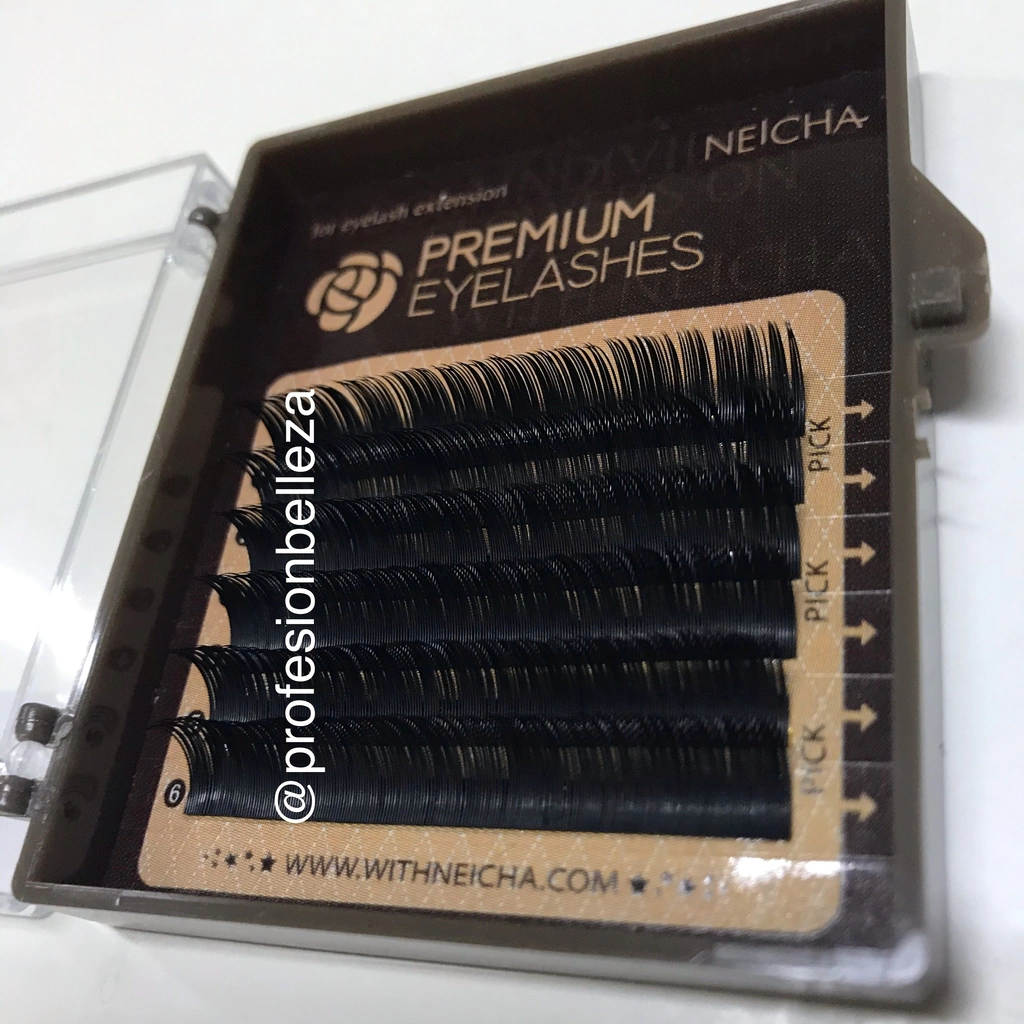 NEICHA
for eyelash extension
PREMIUM
EYELASHES
PICK
PICK
PICK
@profesionbelleza
6
WWW.WITHNEICHA.COM